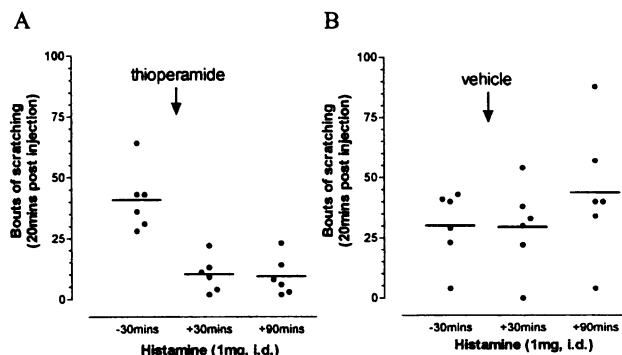 A
B
100
75
50
25
0
Bouts of scratching
(20mins post injection)
thioperamide
-30mins
+30mins
+90mins
Histamine (1mg, i.d.)
100
75
50
25
0
Bouts of scratching
(20mins post injection)
vehicle
-30mins
+30mins
+90mins
Histamine (1mg, i.d.)